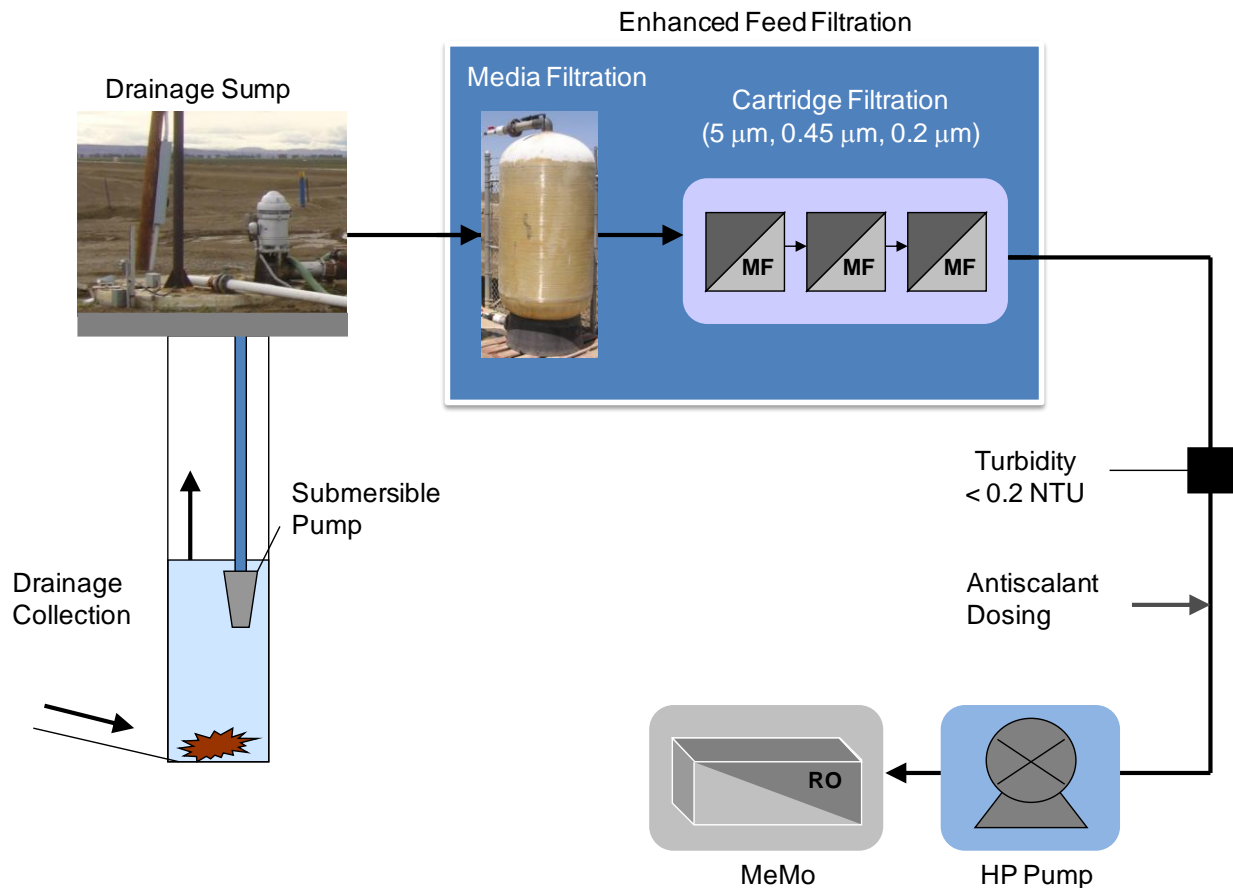 Enhanced Feed Filtration
Drainage Sump
Media Filtration
Cartridge Filtration
(5 μm, 0.45 μm, 0.2 μm)
MF
MF
MF
Submersible
Pump
Drainage
Collection
Turbidity
< 0.2 NTU
Antiscalant
Dosing
RO
MeMo
HP Pump